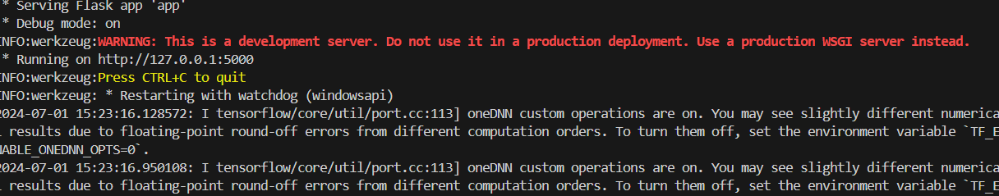 * Serving Flask app 'app'
* Debug mode: on
INFO:werkzeug:WARNING: This is a development server. Do not use it in a production deployment. Use a production WSGI server instead.
* Running on http://127.0.0.1:5000
INFO:werkzeug:Press CTRL+C to quit
INFO:werkzeug: * Restarting with watchdog (windowsapi)
2024-07-01 15:23:16.128572: I tensorflow/core/util/port.cc:113] oneDNN custom operations are on. You may see slightly different numerica
l results due to floating-point round-off errors from different computation orders. To turn them off, set the environment variable `TF_E
NABLE_ONEDNN_OPTS=0`.
2024-07-01 15:23:16.950108: I tensorflow/core/util/port.cc:113] oneDNN custom operations are on. You may see slightly different numerica
l results due to floating-point round-off errors from different computation orders. To turn them off, set the environment variable `TF_E